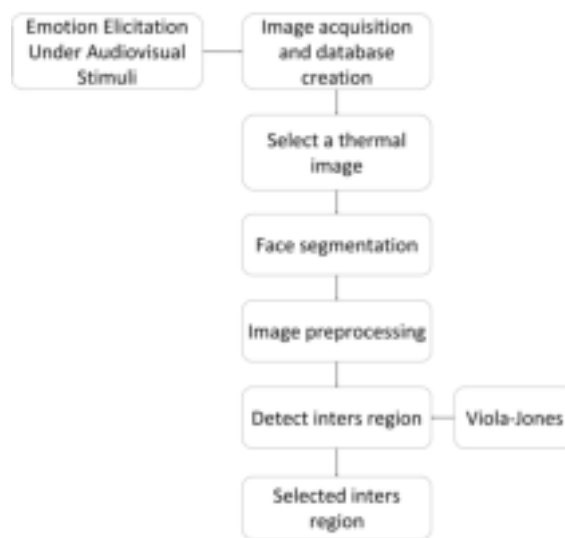 Emotion Elicitation
Under Audiovisual
Stimuli
Image acquisition
and database
creation
Select a thermal
image
Face segmentation
Image preprocessing
Detect inters region
Viola-Jones
Selected inters
region